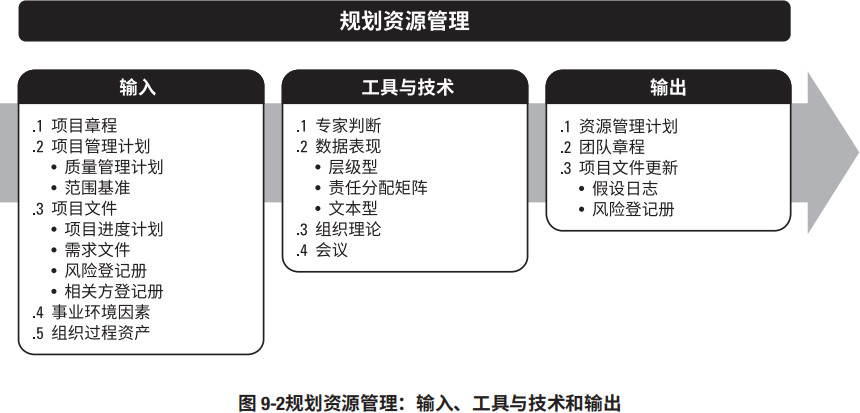 规划资源管理
输入
.1 项目章程
.2 项目管理计划
• 质量管理计划
• 范围基准
.3 项目文件
• 项目进度计划
• 需求文件
• 风险登记册
• 相关方登记册
.4 事业环境因素
.5 组织过程资产
工具与技术
.1 专家判断
.2 数据表现
• 层级型
• 责任分配矩阵
• 文本型
.3 组织理论
.4 会议
输出
.1 资源管理计划
.2 团队章程
.3 项目文件更新
• 假设日志
• 风险登记册
图 9-2规划资源管理：输入、工具与技术和输出